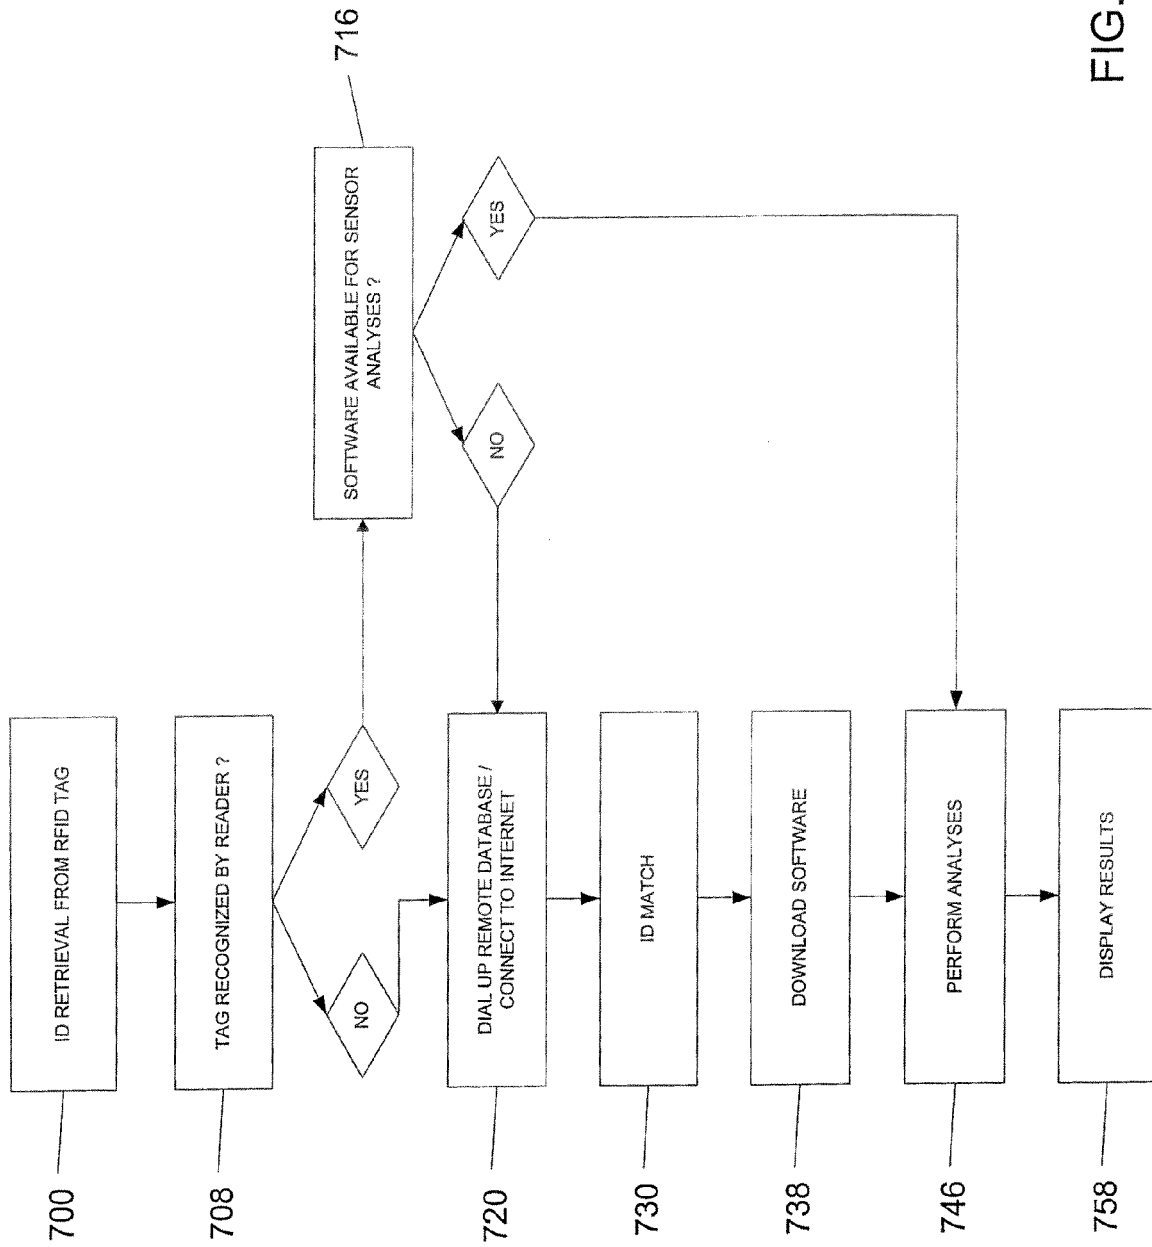 716
SOFTWARE AVAILABLE FOR SENSOR
ANALYSES ?
NO
YES
ID RETRIEVAL FROM RFID TAG
TAG RECOGNIZED BY READER ?
NO
YES
DIAL UP REMOTE DATABASE /
CONNECT TO INTERNET
ID MATCH
DOWNLOAD SOFTWARE
PERFORM ANALYSES
DISPLAY RESULTS
700
708
720
730
738
746
758
FIG.